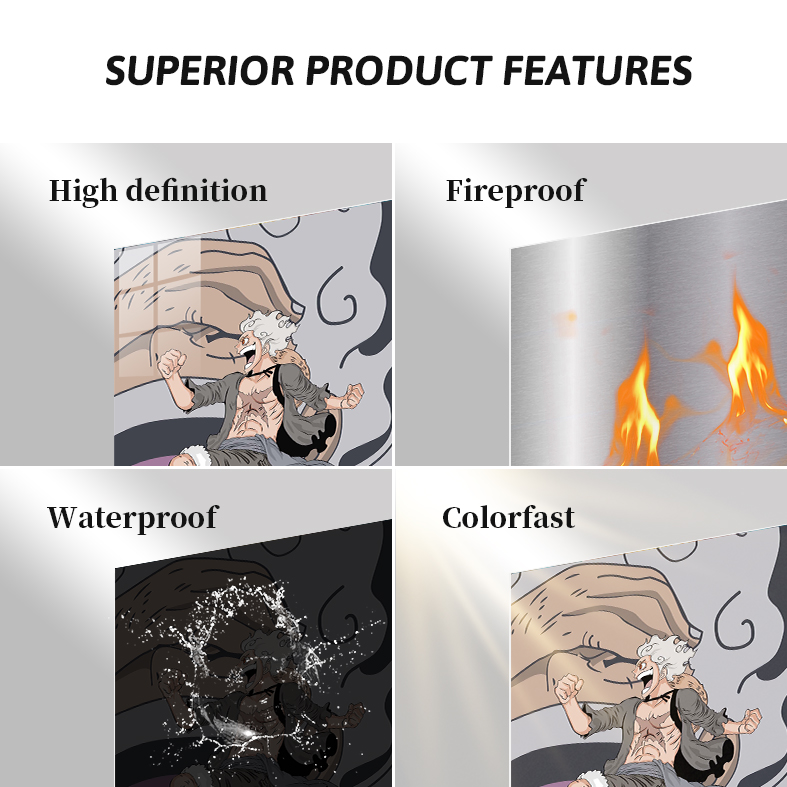 SUPERIOR PRODUCT FEATURES
High definition
Fireproof
Waterproof
Colorfast